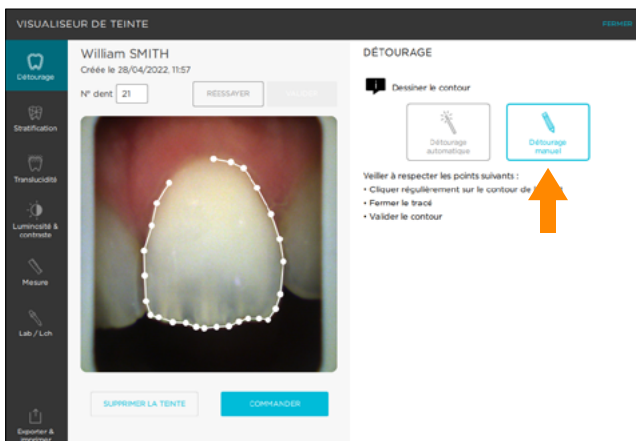 VISUALISEUR DE TEINTE
FERMER
Détourage
Stratification
Translucidité
Luminosité &
contraste
Mesure
Lab / Lch
Exporter &
imprimer
William SMITH
Créée le 28/04/2022, 11:57
N° dent 21
RÉESSAYER
VALIDER
SUPPRIMER LA TEINTE
COMMANDER
DÉTOURAGE
Dessiner le contour
Détourage
automatique
Détourage
manuel
Veiller à respecter les points suivants :
• Cliquer régulièrement sur le contour de
• Fermer le tracé
• Valider le contour